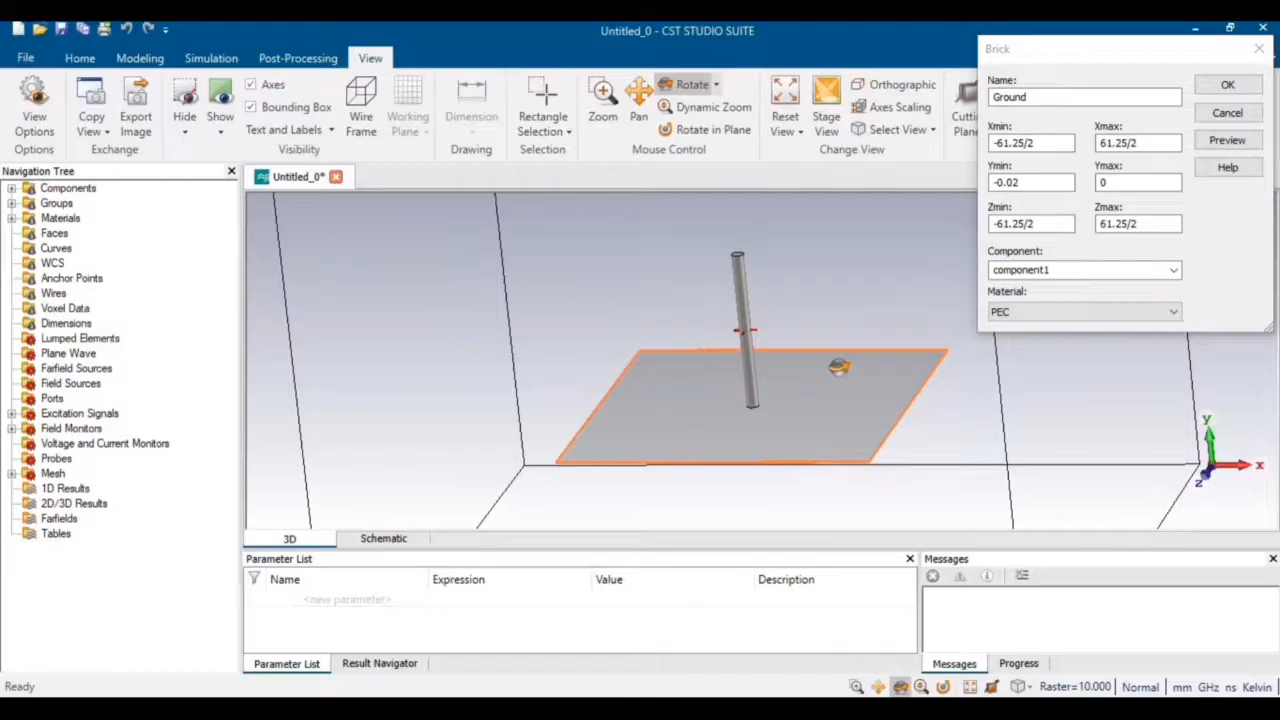 Untitled_0 - CST STUDIO SUITE
File Home Modeling Simulation Post-Processing View
View Options
Copy View
Export Image
Hide
Show
Axes
Bounding Box
Text and Labels
Wire Frame
Working Plane
Dimension
Rectangle Selection
Zoom
Pan
Rotate
Dynamic Zoom
Rotate in Plane
Reset View
Stage View
Orthographic
Axes Scaling
Select View
Cutting Plane
Options Exchange Visibility Drawing Selection Mouse Control Change View
Brick
Name:
Ground
OK
Cancel
Preview
Help
Xmin: Xmax:
-61.25/2 61.25/2
Ymin: Ymax:
-0.02 0
Zmin: Zmax:
-61.25/2 61.25/2
Component:
component1
Material:
PEC
Navigation Tree
Components
Groups
Materials
Faces
Curves
WCS
Anchor Points
Wires
Voxel Data
Dimensions
Lumped Elements
Plane Wave
Farfield Sources
Field Sources
Ports
Excitation Signals
Field Monitors
Voltage and Current Monitors
Probes
Mesh
1D Results
2D/3D Results
Farfields
Tables
Untitled_0*
y
x
z
3D Schematic
Parameter List
Name Expression Value Description
<new parameter>
Parameter List Result Navigator
Messages
Messages Progress
Ready
Raster=10.000 Normal mm GHz ns Kelvin